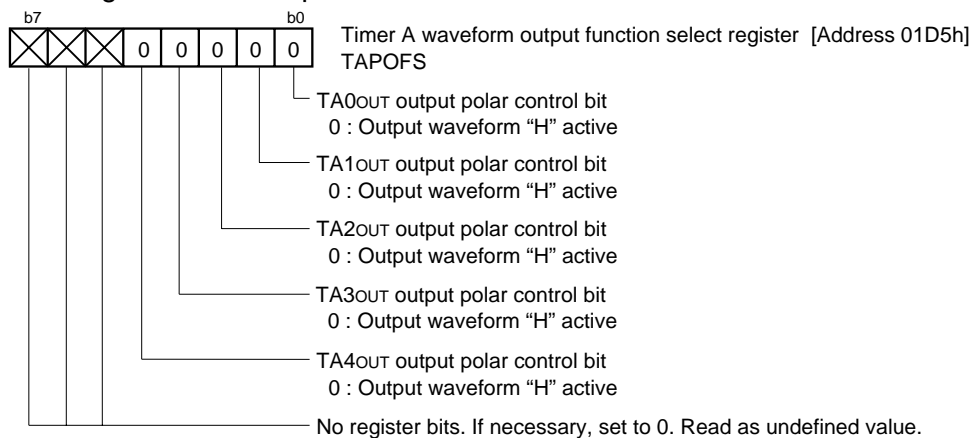 b7 b0
0 0 0 0 0
Timer A waveform output function select register [Address 01D5h]
TAPOFS
TA0OUT output polar control bit
0 : Output waveform “H” active
TA1OUT output polar control bit
0 : Output waveform “H” active
TA2OUT output polar control bit
0 : Output waveform “H” active
TA3OUT output polar control bit
0 : Output waveform “H” active
TA4OUT output polar control bit
0 : Output waveform “H” active
No register bits. If necessary, set to 0. Read as undefined value.